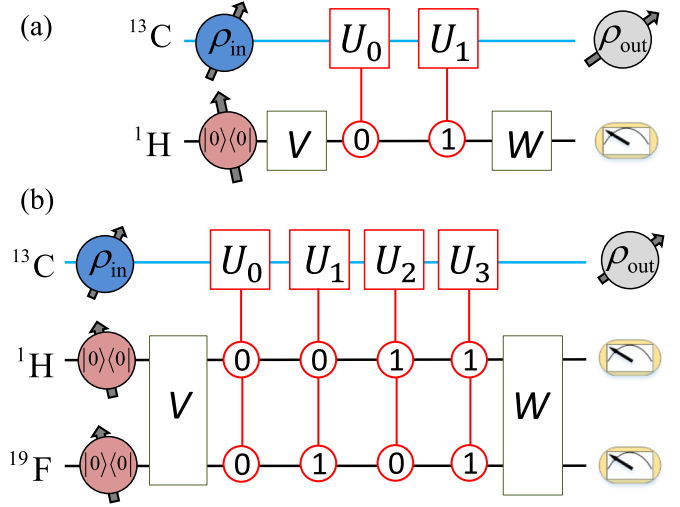 (a)
¹³C ρin U₀ U₁ ρout
¹H |0⟩⟨0| V 0 1 W
(b)
¹³C ρin U₀ U₁ U₂ U₃ ρout
¹H |0⟩⟨0| 0 0 1 1
V W
¹⁹F |0⟩⟨0| 0 1 0 1